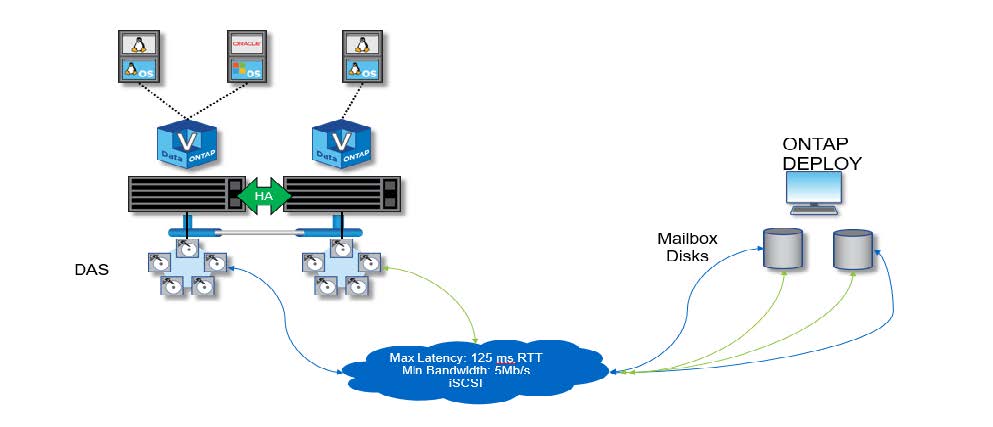 ORACLE
OS
OS
OS
V
Data ONTAP
V
Data ONTAP
HA
ONTAP
DEPLOY
Mailbox
Disks
DAS
Max Latency: 125 ms RTT
Min Bandwidth: 5Mb/s
iSCSI